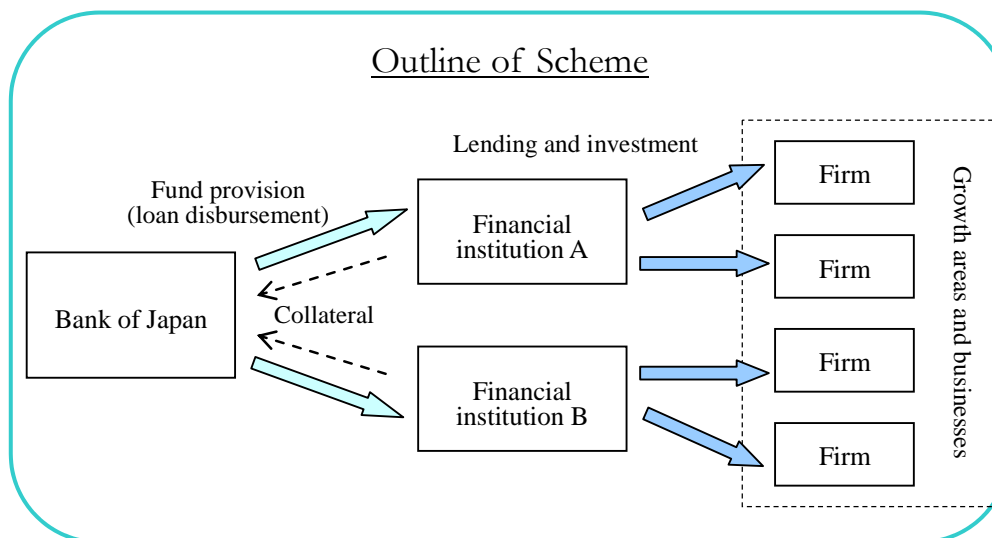 Outline of Scheme
Lending and investment
Fund provision
(loan disbursement)
Bank of Japan
Collateral
Financial
institution A
Financial
institution B
Firm
Firm
Firm
Firm
Growth areas and businesses